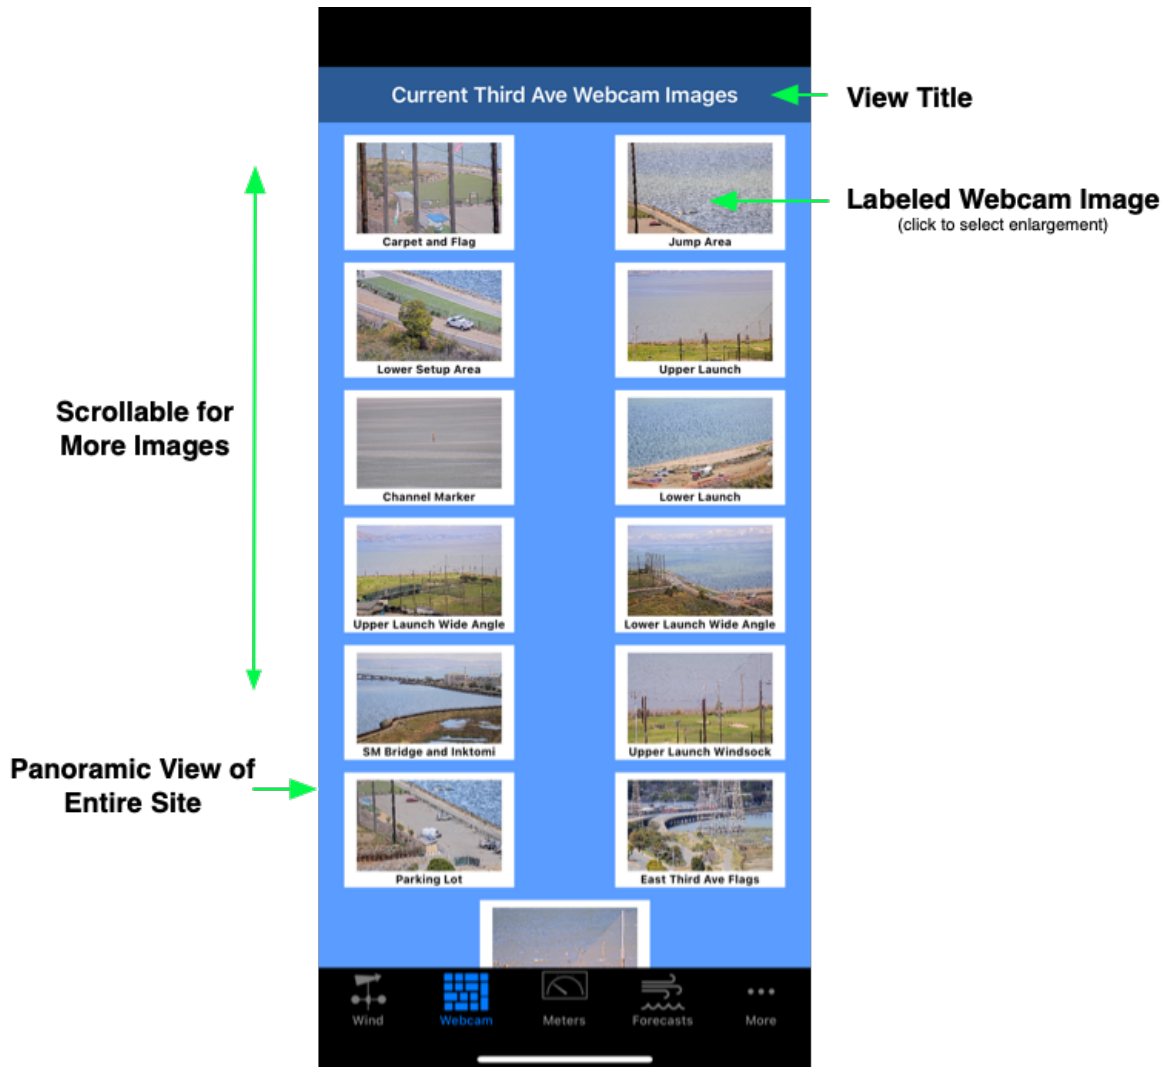 Current Third Ave Webcam Images
View Title
Labeled Webcam Image
(click to select enlargement)
Carpet and Flag
Jump Area
Lower Setup Area
Upper Launch
Scrollable for
More Images
Channel Marker
Lower Launch
Upper Launch Wide Angle
Lower Launch Wide Angle
SM Bridge and Inktomi
Upper Launch Windsock
Panoramic View of
Entire Site
Parking Lot
East Third Ave Flags
Wind
Webcam
Meters
Forecasts
More